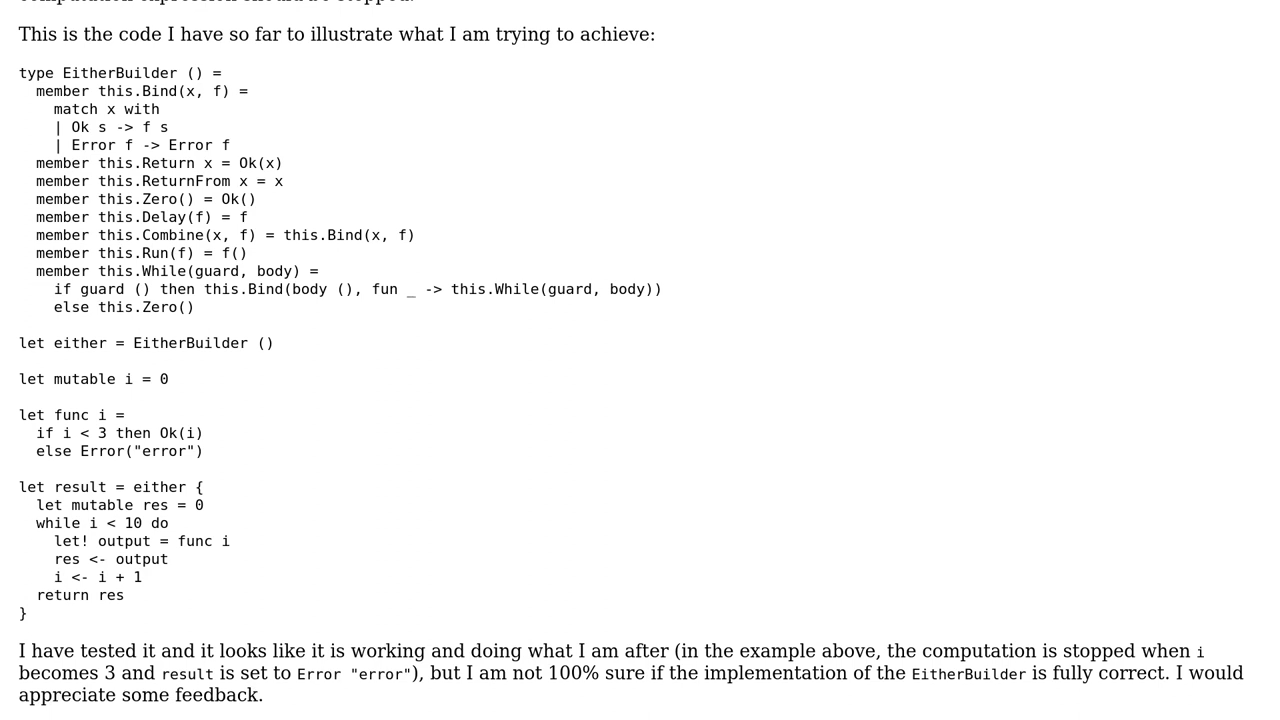 This is the code I have so far to illustrate what I am trying to achieve:
type EitherBuilder () =
  member this.Bind(x, f) =
    match x with
    | Ok s -> f s
    | Error f -> Error f
  member this.Return x = Ok(x)
  member this.ReturnFrom x = x
  member this.Zero() = Ok()
  member this.Delay(f) = f
  member this.Combine(x, f) = this.Bind(x, f)
  member this.Run(f) = f()
  member this.While(guard, body) =
    if guard () then this.Bind(body (), fun _ -> this.While(guard, body))
    else this.Zero()
let either = EitherBuilder ()
let mutable i = 0
let func i =
  if i < 3 then Ok(i)
  else Error("error")
let result = either {
  let mutable res = 0
  while i < 10 do
    let! output = func i
    res <- output
    i <- i + 1
  return res
}
I have tested it and it looks like it is working and doing what I am after (in the example above, the computation is stopped when i
becomes 3 and result is set to Error "error"), but I am not 100% sure if the implementation of the EitherBuilder is fully correct. I would
appreciate some feedback.